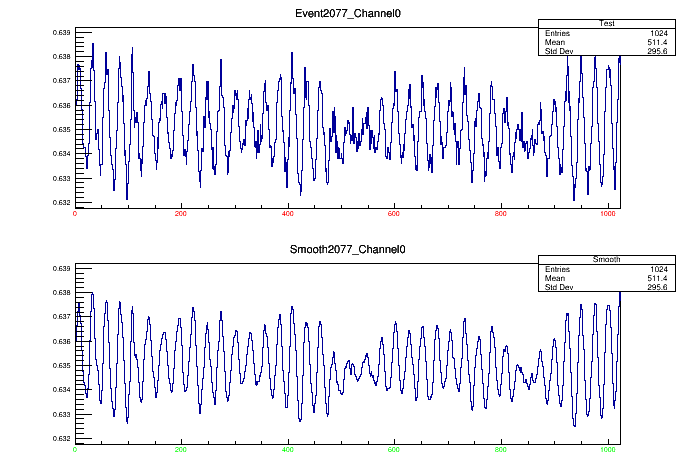 Event2077_Channel0
Test
Entries 1024
Mean 511.4
Std Dev 295.6
0.639
0.638
0.637
0.636
0.635
0.634
0.633
0.632
0 200 400 600 800 1000
Smooth2077_Channel0
Smooth
Entries 1024
Mean 511.4
Std Dev 295.6
0.639
0.638
0.637
0.636
0.635
0.634
0.633
0.632
0 200 400 600 800 1000